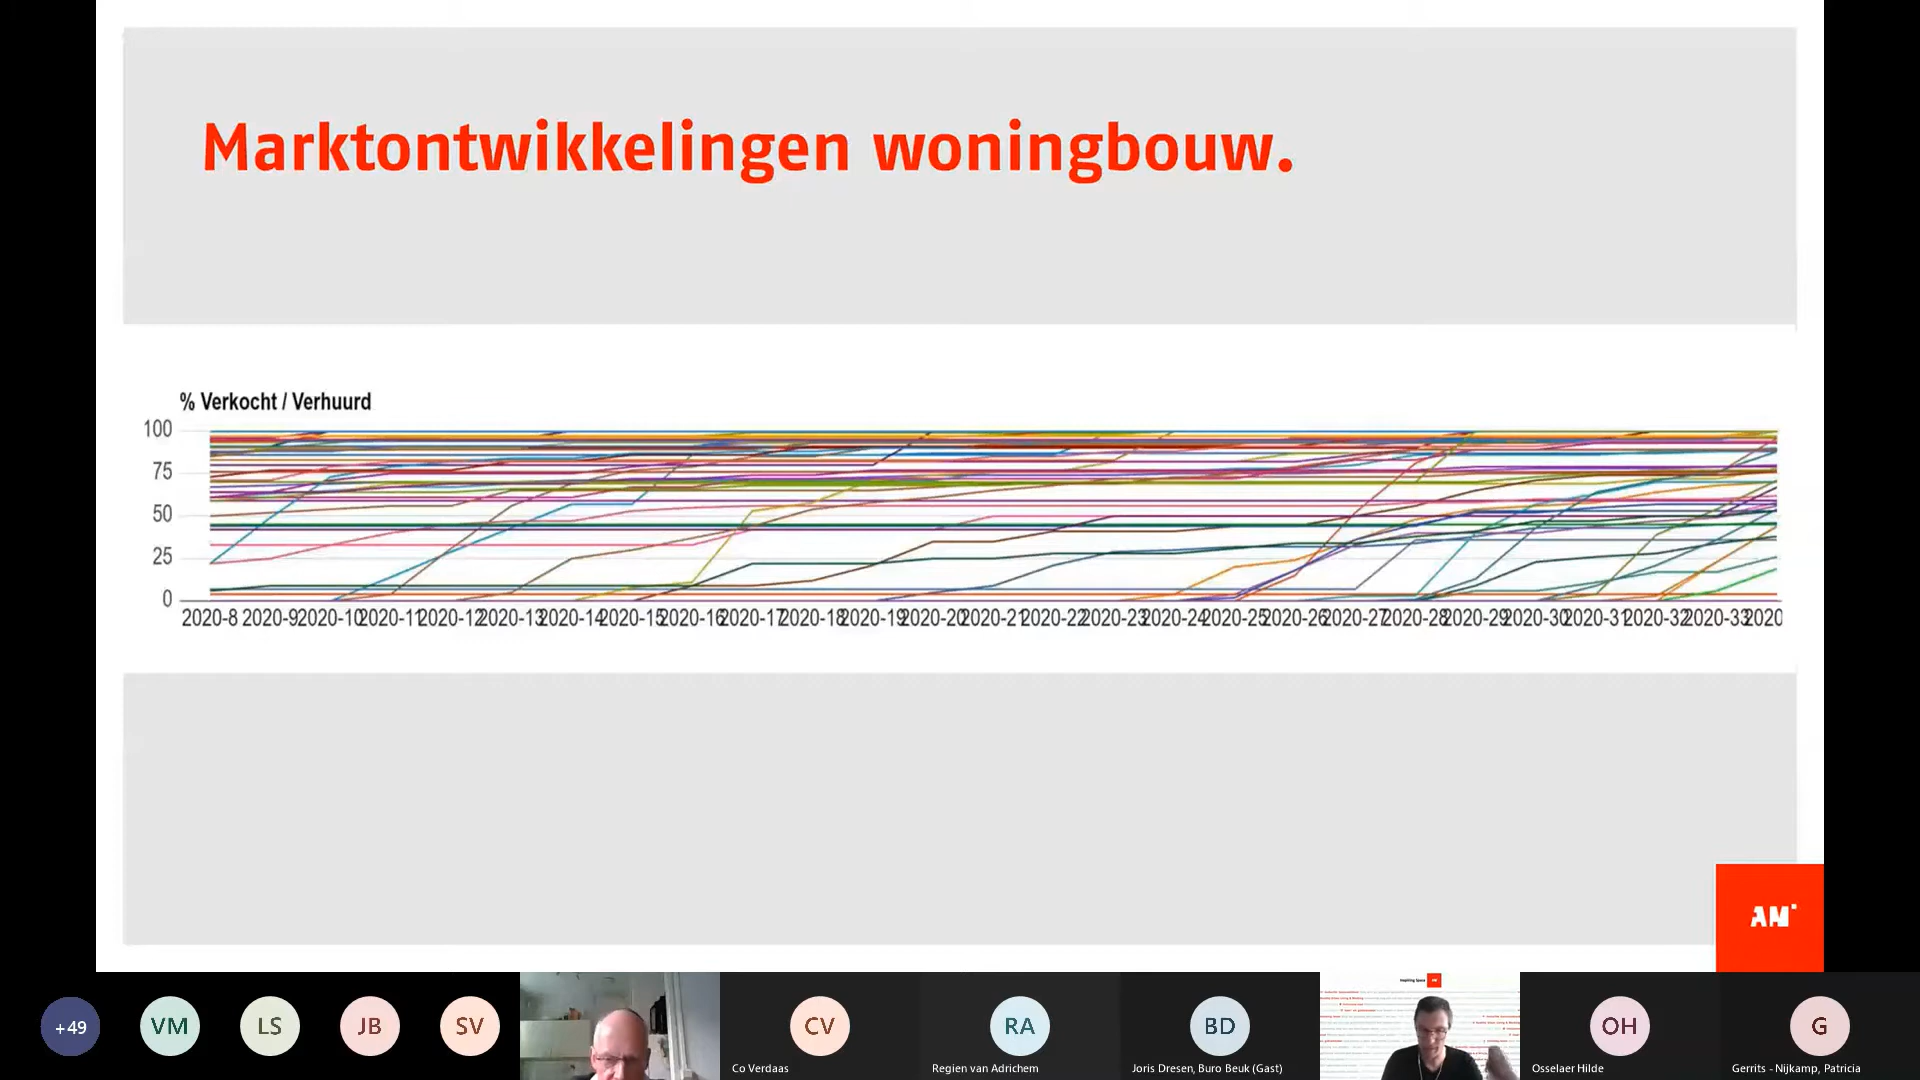 Marktontwikkelingen woningbouw.
% Verkocht / Verhuurd
100
75
50
25
0
2020-8 2020-9 2020-10 2020-11 2020-12 2020-13 2020-14 2020-15 2020-16 2020-17 2020-18 2020-19 2020-20 2020-21 2020-22 2020-23 2020-24 2020-25 2020-26 2020-27 2020-28 2020-29 2020-30 2020-31 2020-32 2020-33 2020
AM
+49 VM LS JB SV CV RA BD OH G
Co Verdaas Regien van Adrichem Joris Dresen, Buro Beuk (Gast) Osselaer Hilde Gerrits - Nijkamp, Patricia